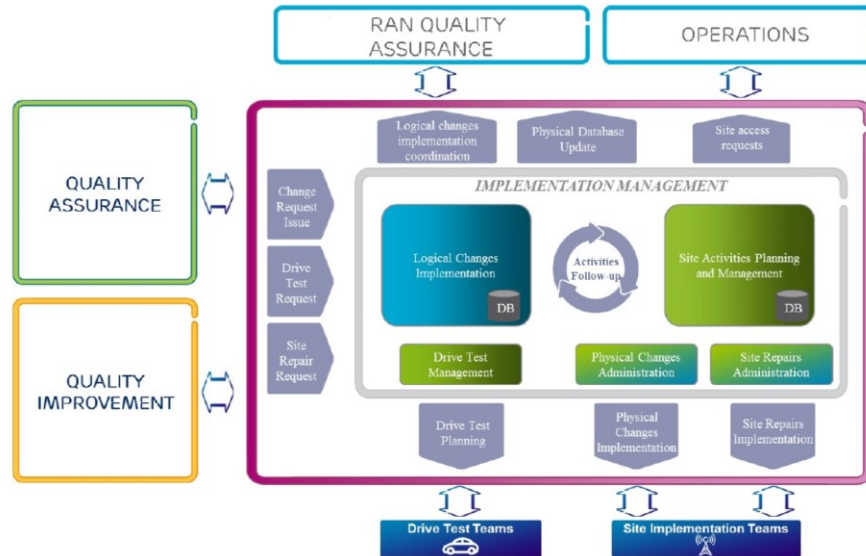 RAN QUALITY
ASSURANCE
OPERATIONS
QUALITY
ASSURANCE
QUALITY
IMPROVEMENT
Logical changes
implementation
coordination
Physical Database
Update
Site access
requests
Change
Request
Issue
Drive
Test
Request
Site
Repair
Request
IMPLEMENTATION MANAGEMENT
Logical Changes
Implementation
DB
Activities
Follow-up
Site Activities Planning
and Management
DB
Drive Test
Management
Physical Changes
Administration
Site Repairs
Administration
Drive Test
Planning
Physical
Changes
Implementation
Site Repairs
Implementation
Drive Test Teams
Site Implementation Teams